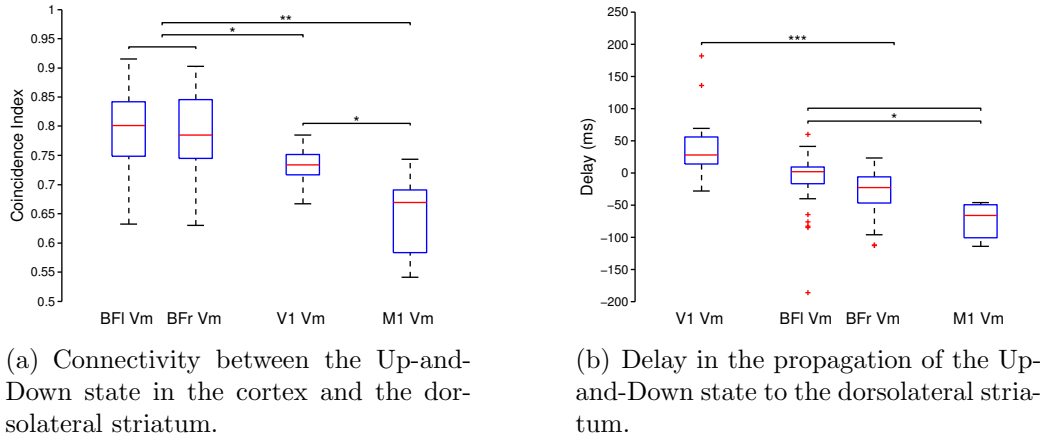 Coincidence Index
1
0.95
0.9
0.85
0.8
0.75
0.7
0.65
0.6
0.55
0.5
**
*
*
BFl Vm BFr Vm V1 Vm M1 Vm
(a) Connectivity between the Up-and-
Down state in the cortex and the dor-
solateral striatum.
Delay (ms)
250
200
150
100
50
0
−50
−100
−150
−200
***
*
V1 Vm BFl Vm BFr Vm M1 Vm
(b) Delay in the propagation of the Up-
and-Down state to the dorsolateral stria-
tum.